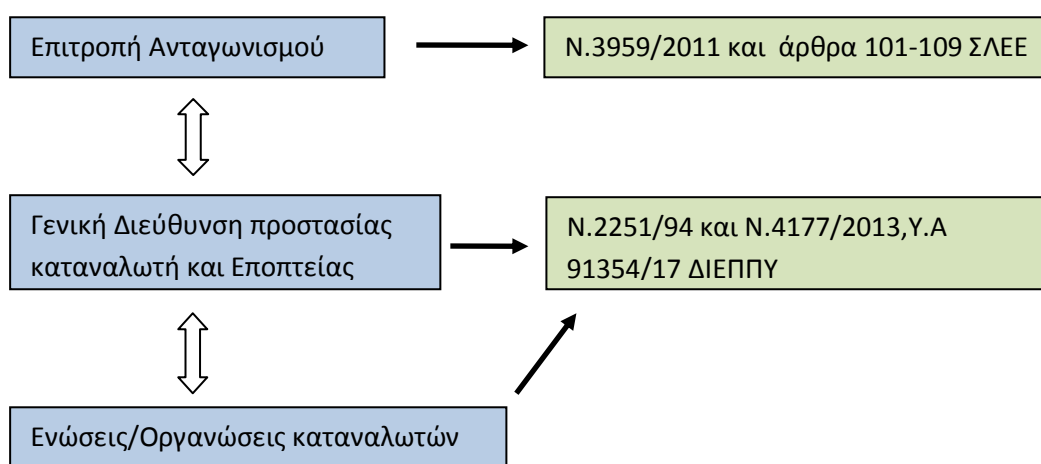 Επιτροπή Ανταγωνισμού
Ν.3959/2011 και άρθρα 101-109 ΣΛΕΕ
Γενική Διεύθυνση προστασίας
καταναλωτή και Εποπτείας
Ν.2251/94 και Ν.4177/2013,Υ.Α
91354/17 ΔΙΕΠΠΥ
Ενώσεις/Οργανώσεις καταναλωτών